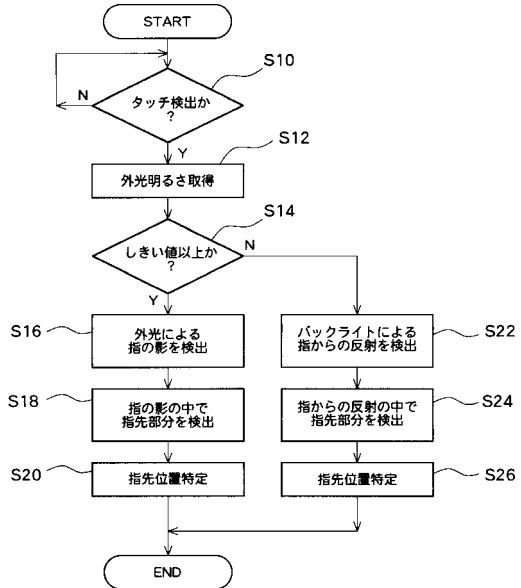 START
S10
タッチ検出か
?
N
Y
S12
外光明るさ取得
S14
しきい値以上か
?
N
Y
S16
外光による
指の影を検出
バックライトによる
指からの反射を検出
S22
S18
指の影の中で
指先部分を検出
指からの反射の中で
指先部分を検出
S24
S20
指先位置特定
指先位置特定
S26
END